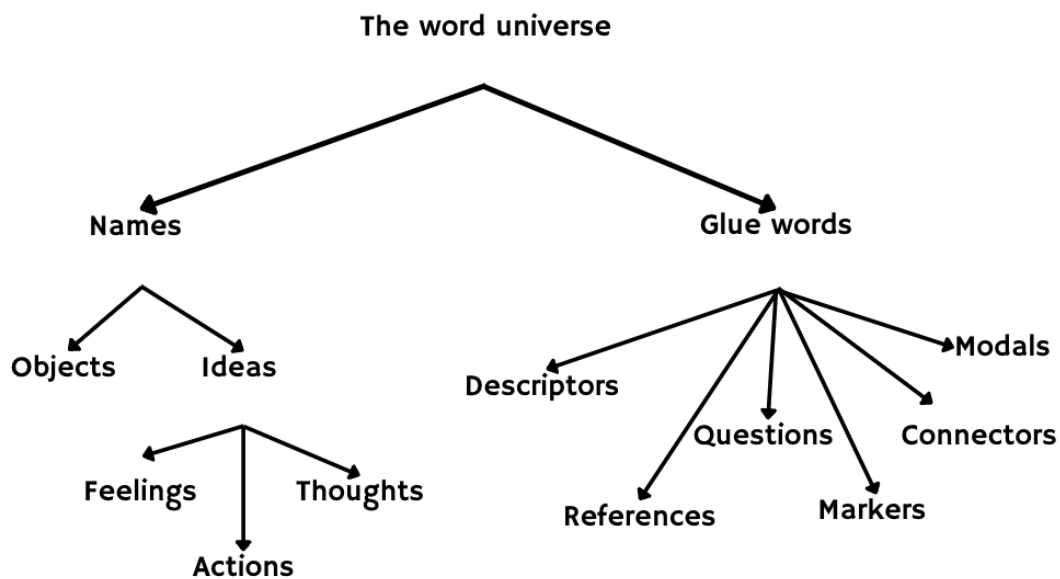 The word universe
Names
Glue words
Objects
Ideas
Descriptors
Modals
Questions
Connectors
Feelings
Thoughts
References
Markers
Actions